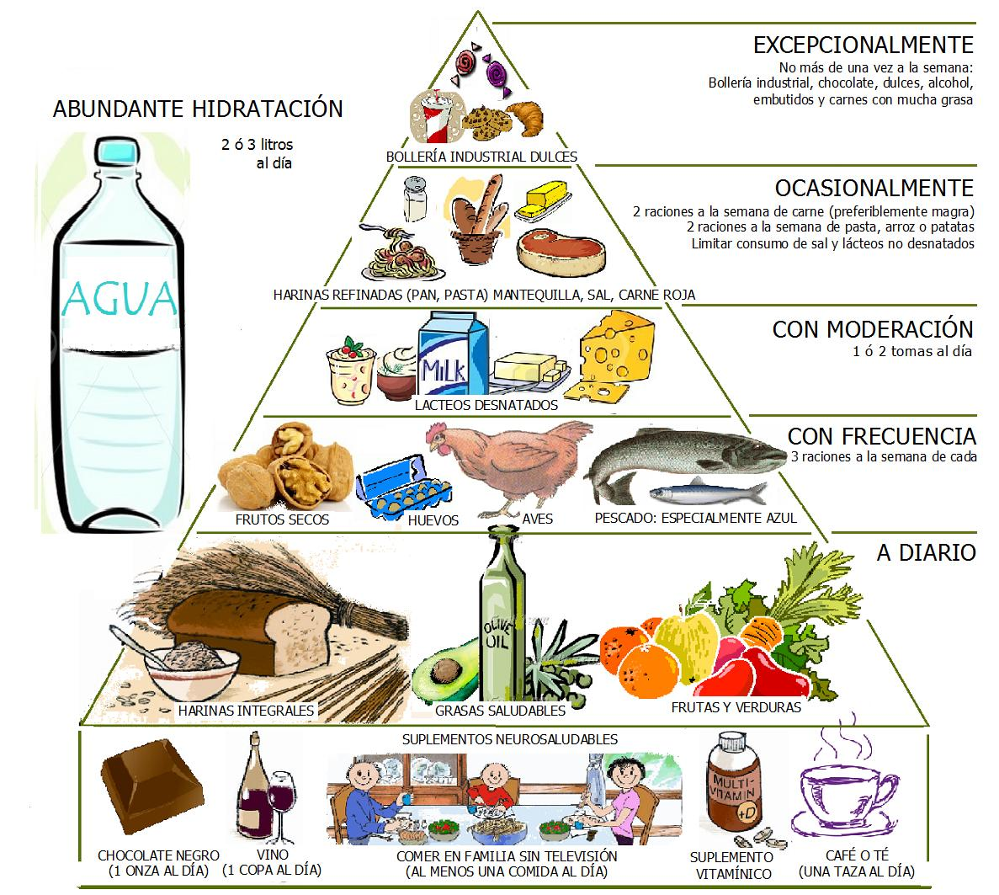 EXCEPCIONALMENTE
No más de una vez a la semana:
Bollería industrial, chocolate, dulces, alcohol,
embutidos y carnes con mucha grasa
ABUNDANTE HIDRATACIÓN
2 ó 3 litros
al día
AGUA
BOLLERÍA INDUSTRIAL DULCES
OCASIONALMENTE
2 raciones a la semana de carne (preferiblemente magra)
2 raciones a la semana de pasta, arroz o patatas
Limitar consumo de sal y lácteos no desnatados
HARINAS REFINADAS (PAN, PASTA) MANTEQUILLA, SAL, CARNE ROJA
CON MODERACIÓN
1 ó 2 tomas al día
MILK
LACTEOS DESNATADOS
CON FRECUENCIA
3 raciones a la semana de cada
FRUTOS SECOS
HUEVOS
AVES
PESCADO: ESPECIALMENTE AZUL
A DIARIO
OLIVE
OIL
HARINAS INTEGRALES
GRASAS SALUDABLES
FRUTAS Y VERDURAS
SUPLEMENTOS NEUROSALUDABLES
MULTI-
VITAMIN
+D
CHOCOLATE NEGRO
(1 ONZA AL DÍA)
VINO
(1 COPA AL DÍA)
COMER EN FAMILIA SIN TELEVISIÓN
(AL MENOS UNA COMIDA AL DÍA)
SUPLEMENTO
VITAMÍNICO
CAFÉ O TÉ
(UNA TAZA AL DÍA)